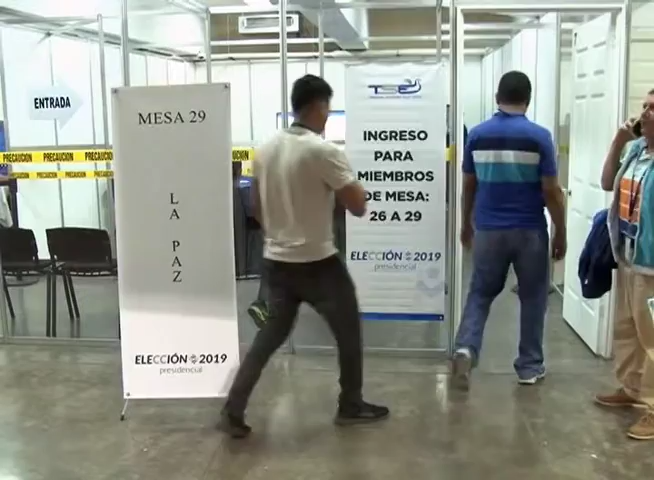 ENTRADA
PRECAUCION PRECAUCION PRECAUCION
MESA 29
LA PAZ
ELECCIÓN 2019
presidencial
TSE
INGRESO
PARA
MIEMBROS
DE MESA:
26 A 29
ELECCIÓN 2019
presidencial